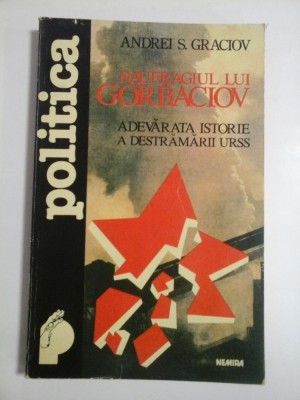 ANDREI S. GRACIOV
NAUFRAGIUL LUI
GORBACIOV
ADEVĂRATA ISTORIE
A DESTRĂMĂRII URSS
politica
NEMIRA